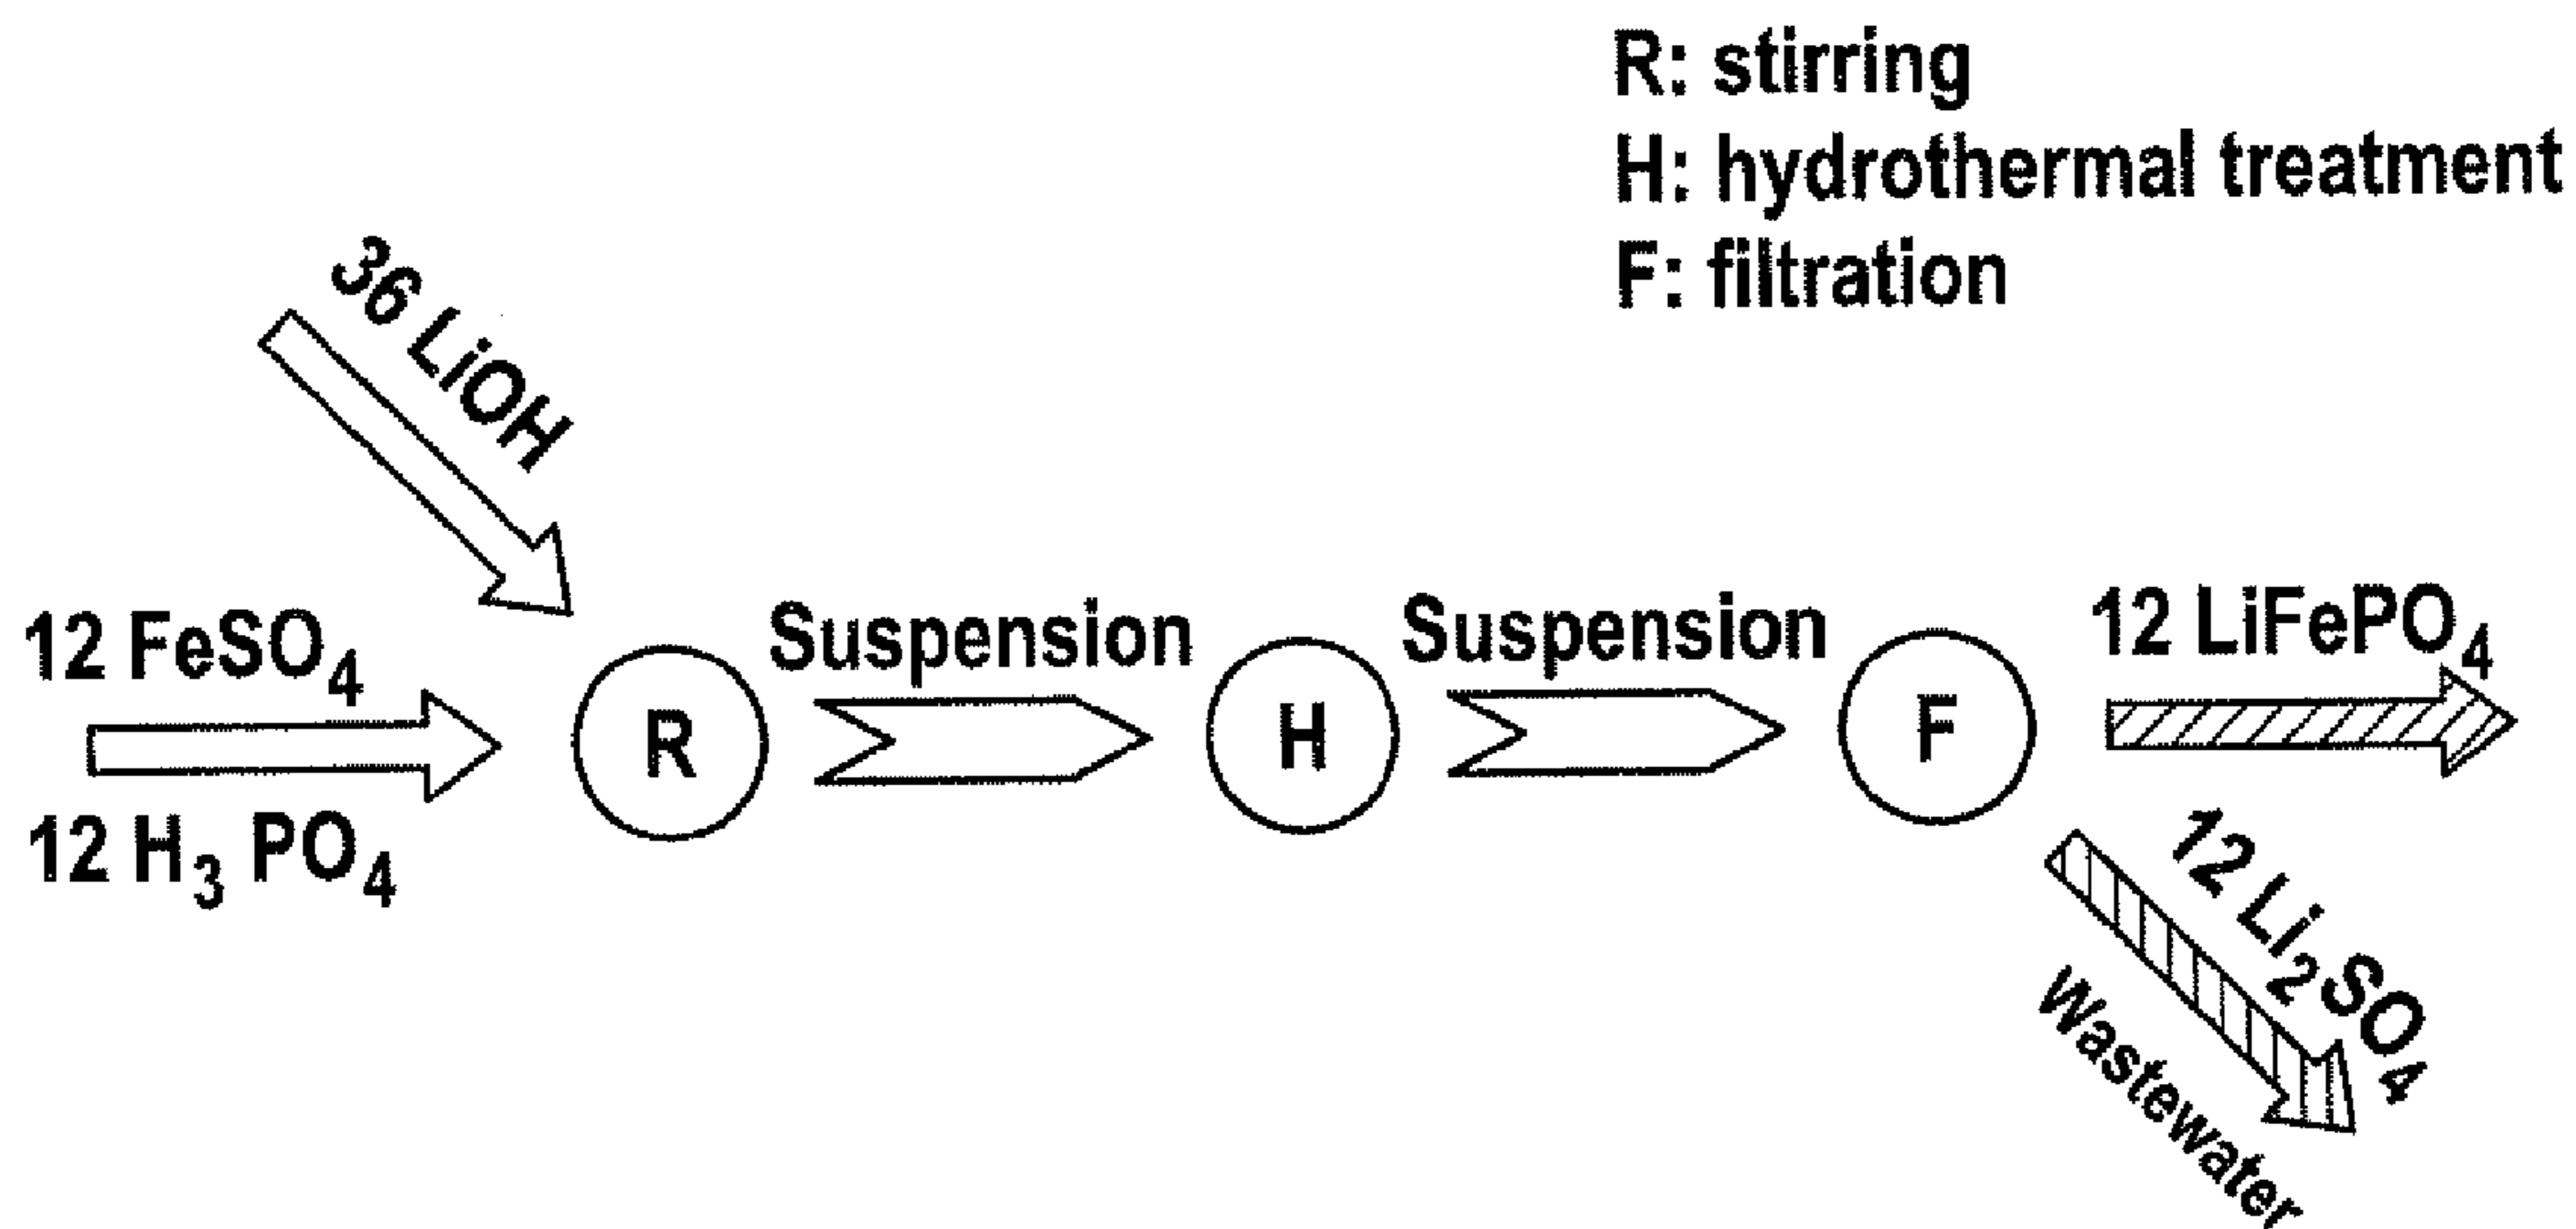 R: stirring
H: hydrothermal treatment
F: filtration
36 LiOH
12 FeSO₄
12 H₃ PO₄
R
Suspension
H
Suspension
F
12 LiFePO₄
12 Li₂SO₄
Wastewater